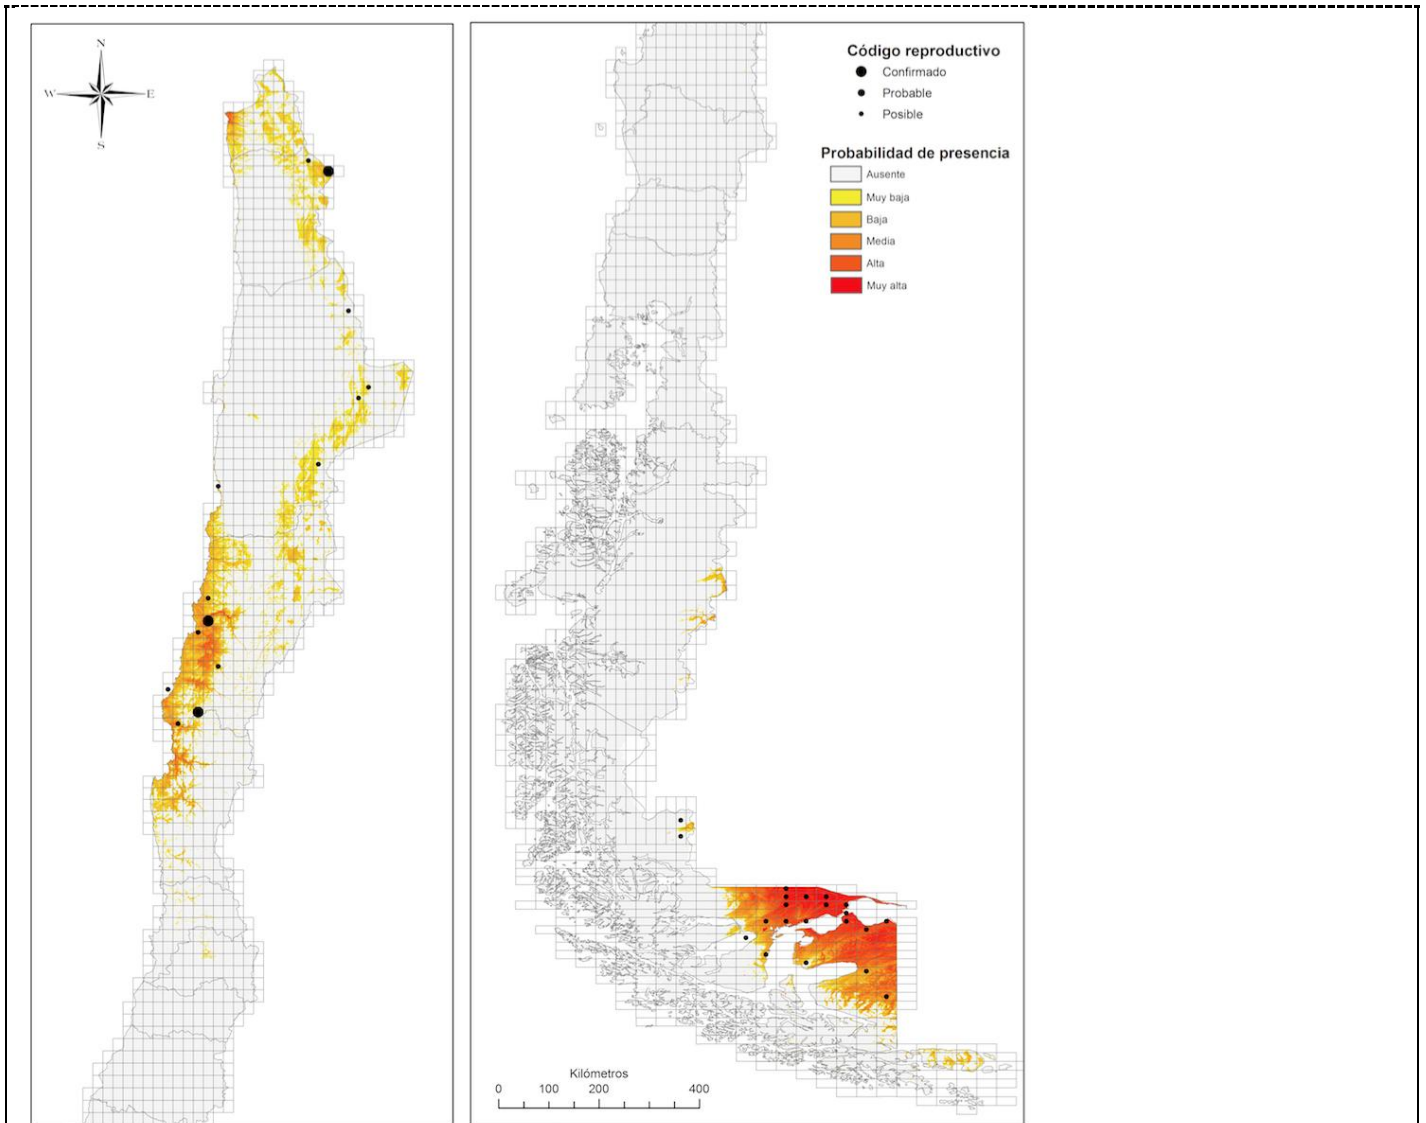 N
W E
S
Código reproductivo
Confirmado
Probable
Posible
Probabilidad de presencia
Ausente
Muy baja
Baja
Media
Alta
Muy alta
Kilómetros
0 100 200 400